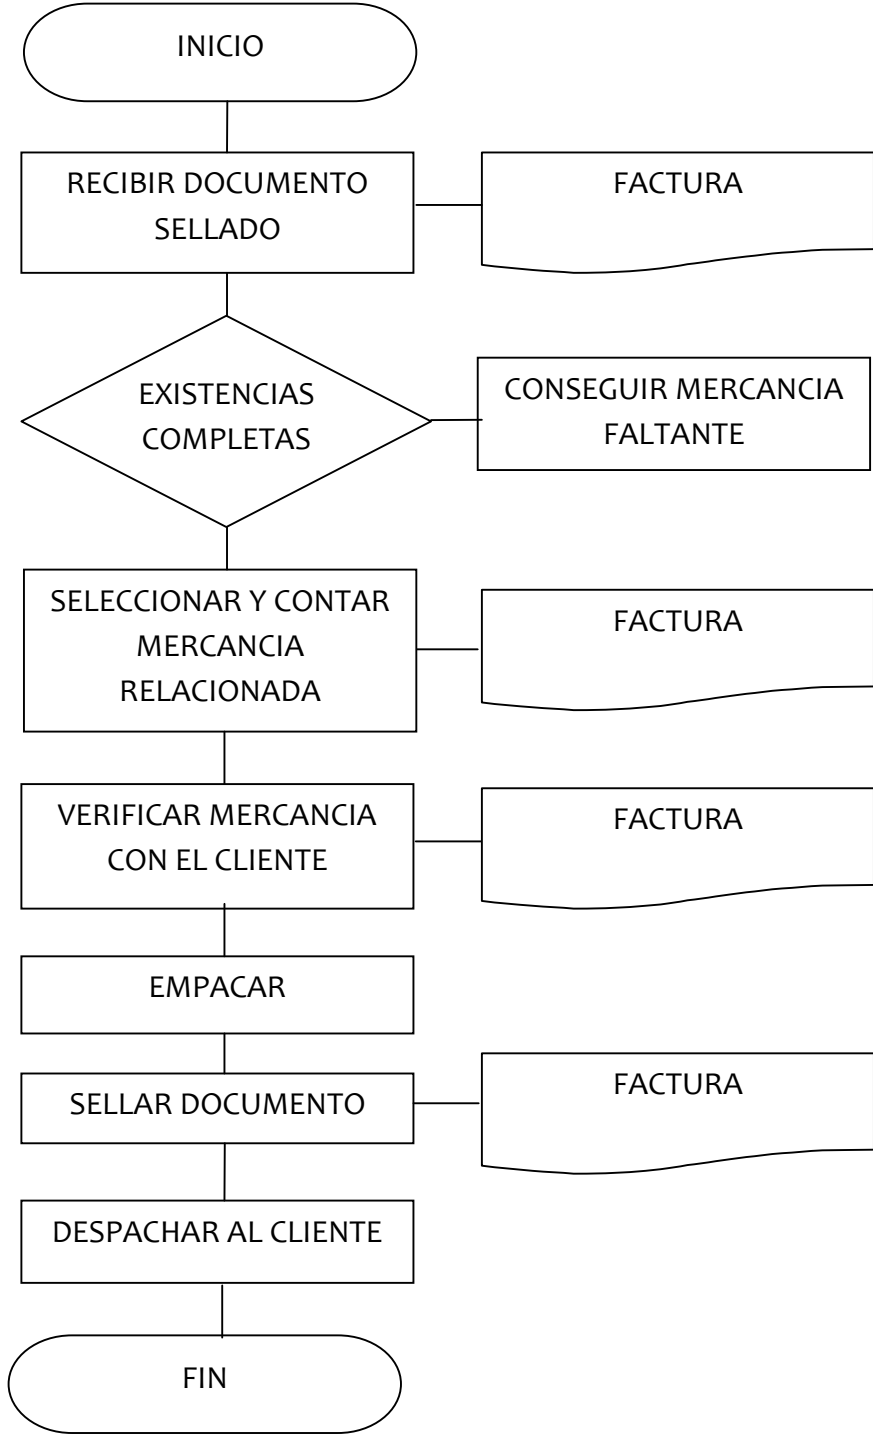 INICIO
RECIBIR DOCUMENTO
SELLADO
FACTURA
EXISTENCIAS
COMPLETAS
CONSEGUIR MERCANCIA
FALTANTE
SELECCIONAR Y CONTAR
MERCANCIA
RELACIONADA
FACTURA
VERIFICAR MERCANCIA
CON EL CLIENTE
FACTURA
EMPACAR
SELLAR DOCUMENTO
FACTURA
DESPACHAR AL CLIENTE
FIN